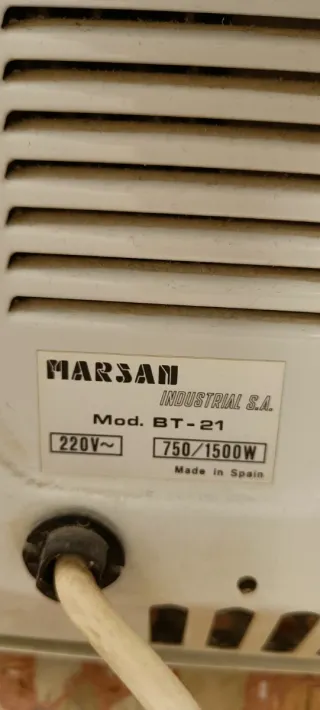 MARSAN
INDUSTRIAL S.A.
Mod. BT-21
220V~ 750/1500W
Made in Spain